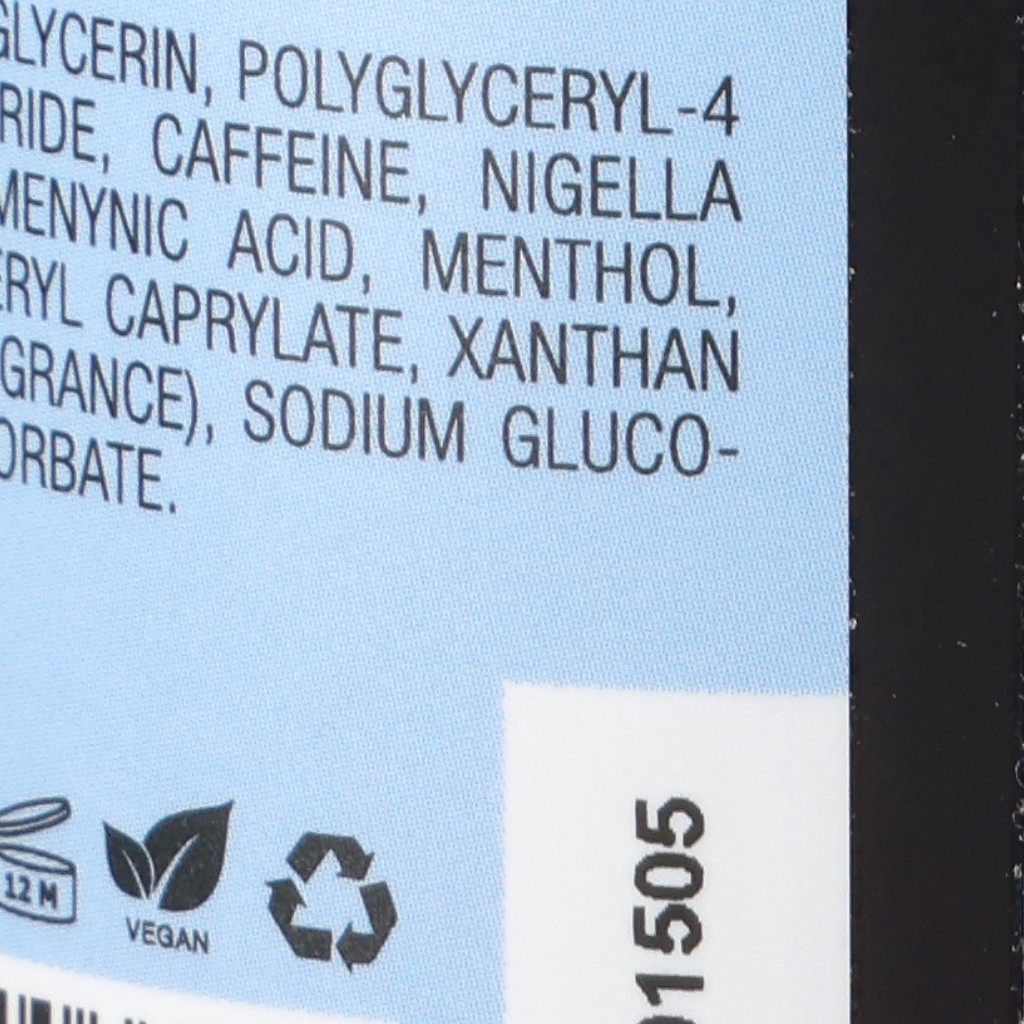 GLYCERIN, POLYGLYCERYL-4
RIDE, CAFFEINE, NIGELLA
MENYNIC ACID, MENTHOL,
ERYL CAPRYLATE, XANTHAN
GRANCE), SODIUM GLUCO-
ORBATE.
12 M
VEGAN
01505